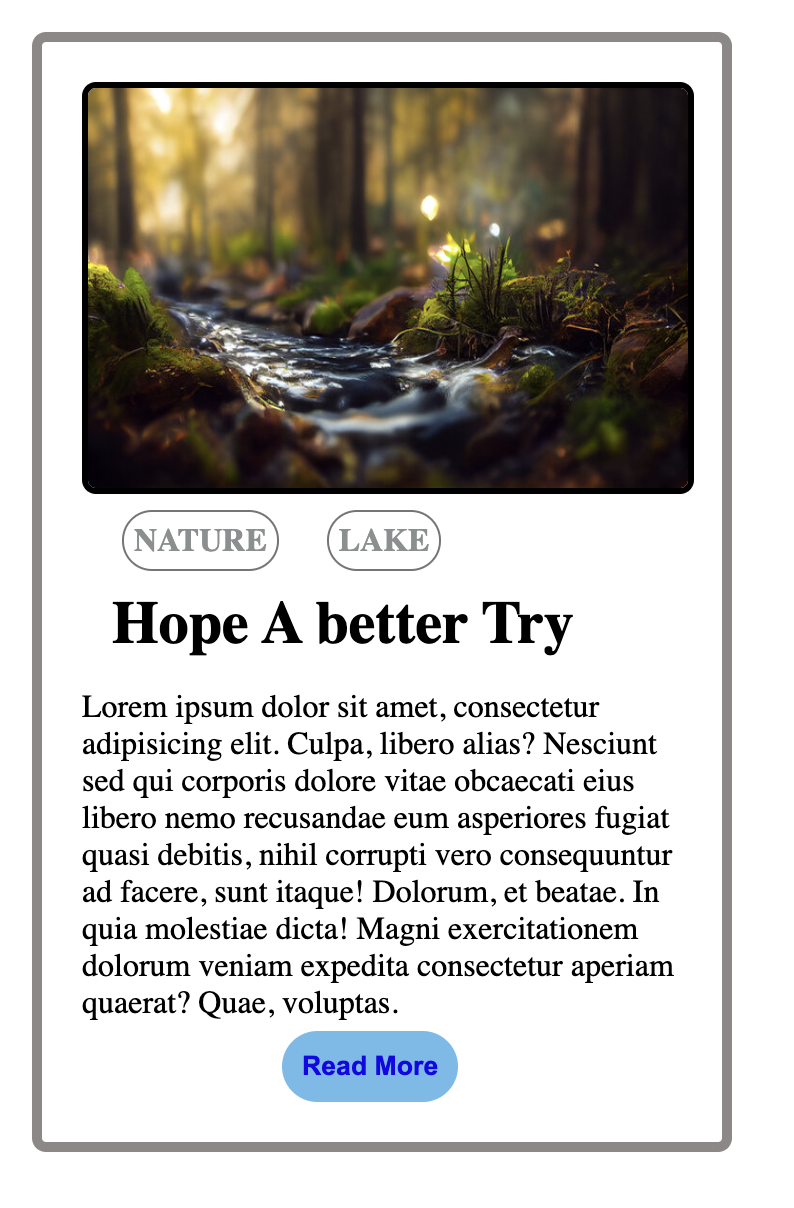 NATURE LAKE
Hope A better Try
Lorem ipsum dolor sit amet, consectetur
adipisicing elit. Culpa, libero alias? Nesciunt
sed qui corporis dolore vitae obcaecati eius
libero nemo recusandae eum asperiores fugiat
quasi debitis, nihil corrupti vero consequuntur
ad facere, sunt itaque! Dolorum, et beatae. In
quia molestiae dicta! Magni exercitationem
dolorum veniam expedita consectetur aperiam
quaerat? Quae, voluptas.
Read More